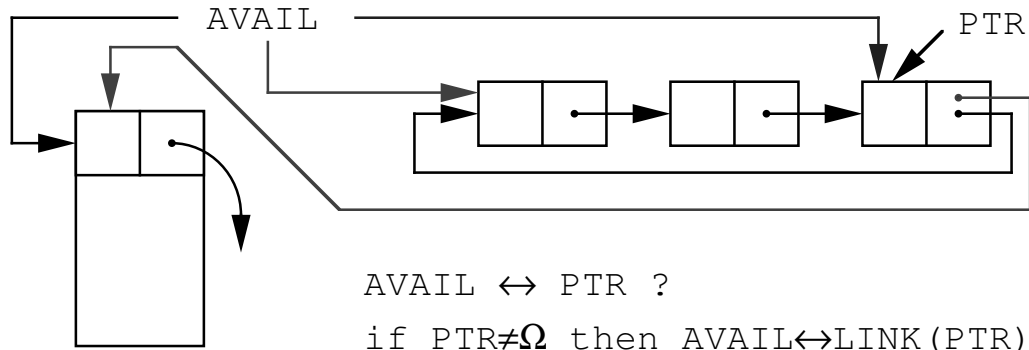 AVAIL
PTR
AVAIL ↔ PTR ?
if PTR≠Ω then AVAIL↔LINK(PTR)